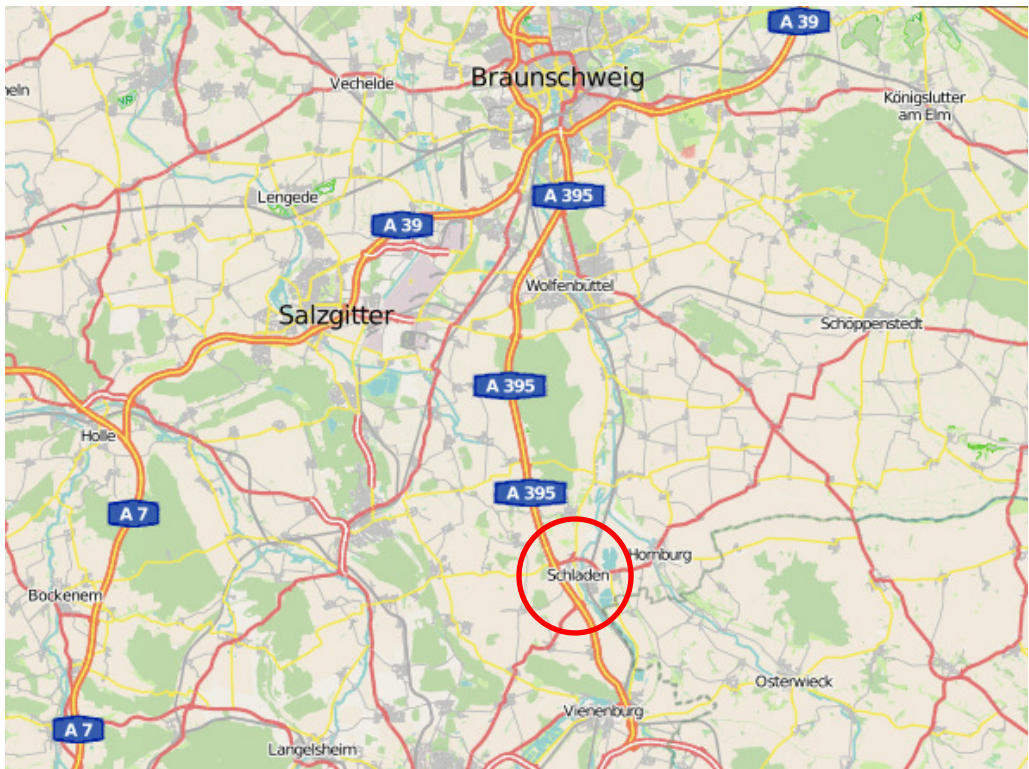 A 39
Braunschweig
Vechelde
meln
Königslutter
am Elm
A 395
Lengede
A 39
Wolfenbüttel
Salzgitter
Schöppenstedt
A 395
Holle
A 395
A 7
Hornburg
Schladen
Bockenem
Osterwieck
Vienenburg
A 7
Langelsheim